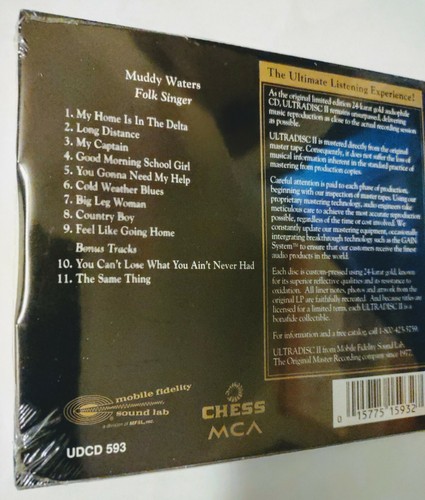 Muddy Waters
Folk Singer
1. My Home Is In The Delta
2. Long Distance
3. My Captain
4. Good Morning School Girl
5. You Gonna Need My Help
6. Cold Weather Blues
7. Big Leg Woman
8. Country Boy
9. Feel Like Going Home
Bonus Tracks
10. You Can't Lose What You Ain't Never Had
11. The Same Thing
mobile fidelity
sound lab
a division of MFSL, inc.
CHESS
MCA
UDCD 593
The Ultimate Listening Experience!
As the original limited edition 24-karat gold audiophile
CD, ULTRADISC II remains unsurpassed, delivering
music reproduction as close to the actual recording session
as possible.
ULTRADISC II is mastered directly from the original
master tape. Consequently, it does not suffer the loss of
musical information inherent in the standard practice of
mastering from production copies.
Careful attention is paid to each phase of production,
beginning with our inspection of master tapes. Using our
proprietary mastering technology, audio engineers take
meticulous care to achieve the most accurate reproduction
possible, regardless of the time or cost involved. We
constantly update our mastering equipment, occasionally
intergrating breakthrough technology such as the GAIN
System™ to ensure that our customers receive the finest
audio products in the world.
Each disc is custom-pressed using 24-karat gold, known
for its superior reflective qualities and its resistance to
oxidation. All liner notes, photos and artwork from the
original LP are faithfully recreated. And because titles are
licensed for a limited term, each ULTRADISC II is a
bonafide collectible.
For information and a free catalog, call 1-800-423-5759.
ULTRADISC II from Mobile Fidelity Sound Lab.
The Original Master Recording company since 1977.
0 15775 15932